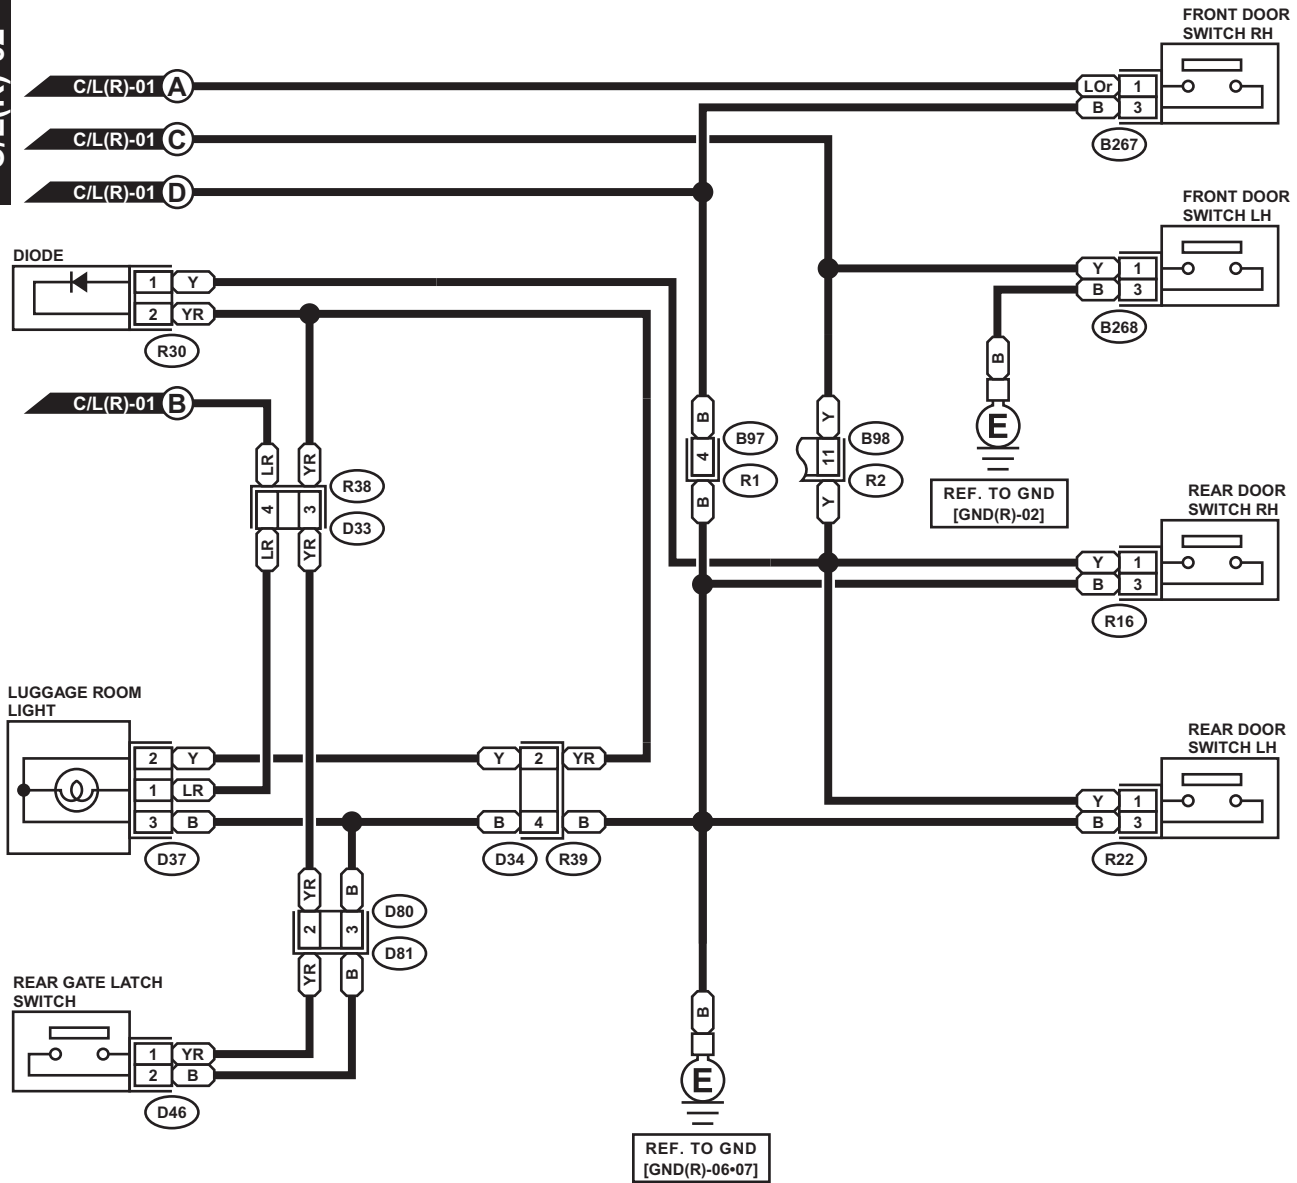 FRONT DOOR
SWITCH RH
C/L(R)-01 A
LOr 1
B 3
B267
C/L(R)-01 C
C/L(R)-01 D
FRONT DOOR
SWITCH LH
Y 1
B 3
B268
DIODE
1 Y
2 YR
R30
C/L(R)-01 B
B
E
REF. TO GND
[GND(R)-02]
LR YR
4 3
LR YR
R38
D33
B
4
B
B97
R1
Y
11
Y
B98
R2
REAR DOOR
SWITCH RH
Y 1
B 3
R16
LUGGAGE ROOM
LIGHT
2 Y
1 LR
3 B
D37
Y 2 YR
B 4 B
D34 R39
REAR DOOR
SWITCH LH
Y 1
B 3
R22
YR B
2 3
YR B
D80
D81
REAR GATE LATCH
SWITCH
1 YR
2 B
D46
B
E
REF. TO GND
[GND(R)-06•07]